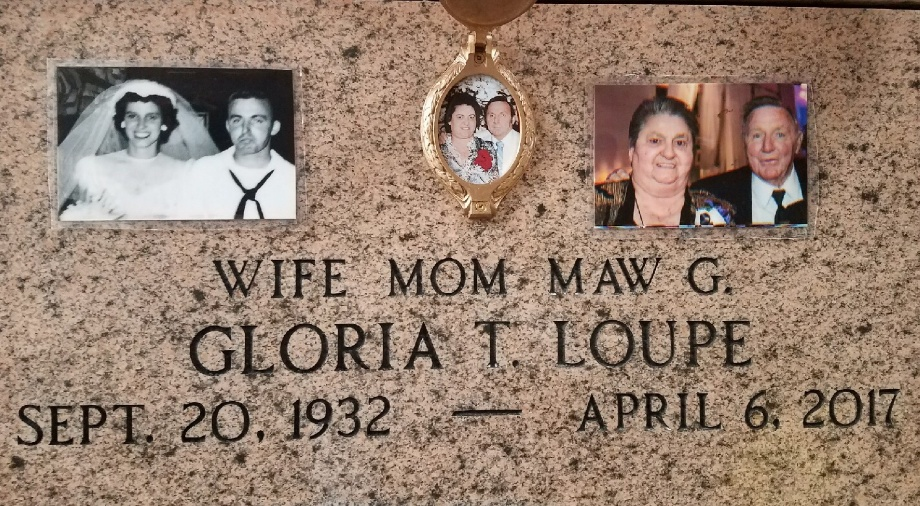 WIFE MOM MAW G.
GLORIA T. LOUPE
SEPT. 20, 1932 — APRIL 6, 2017